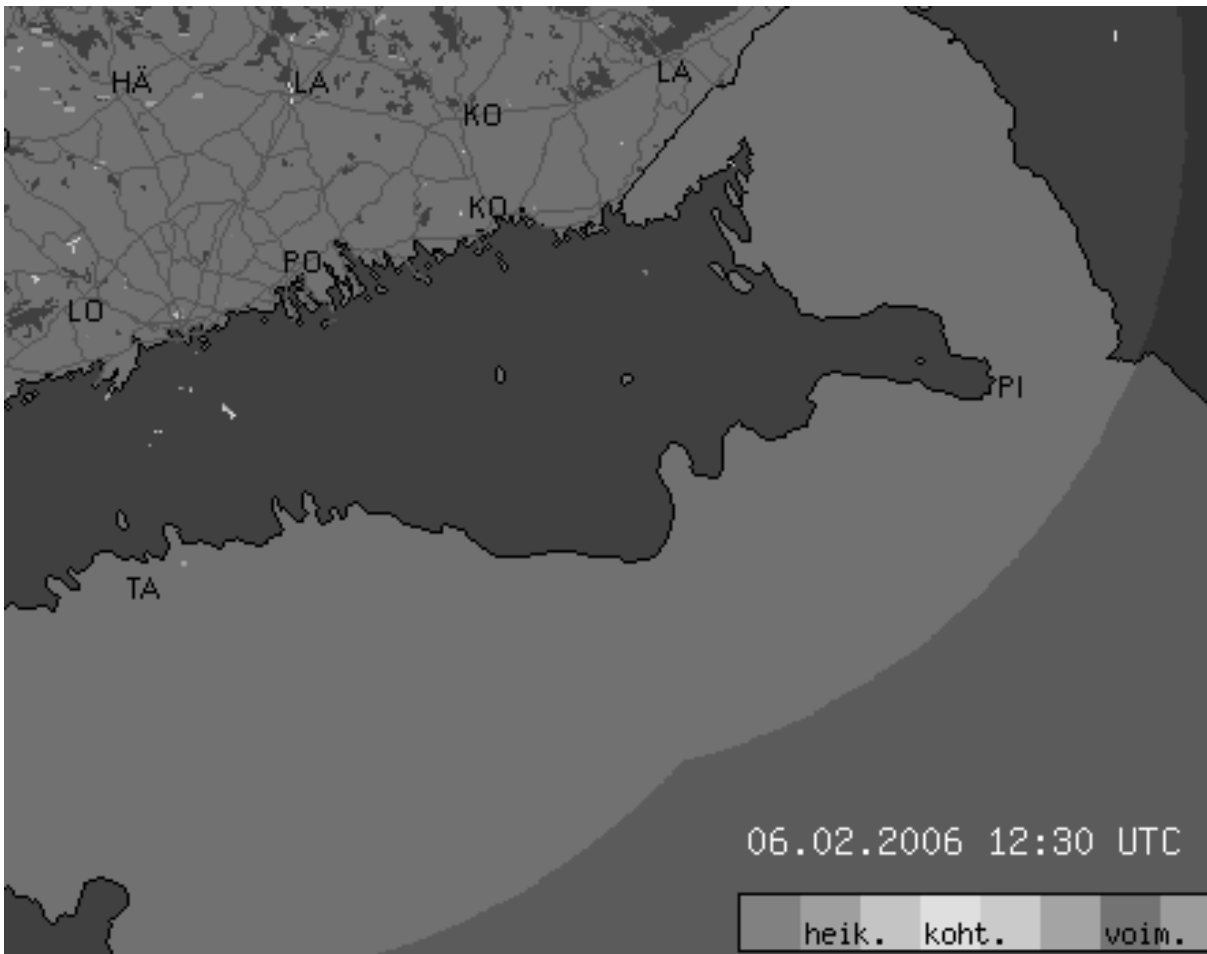 HÄ
LA
LA
KO
KO
PO
LO
PI
TA
06.02.2006 12:30 UTC
heik. koht. voim.